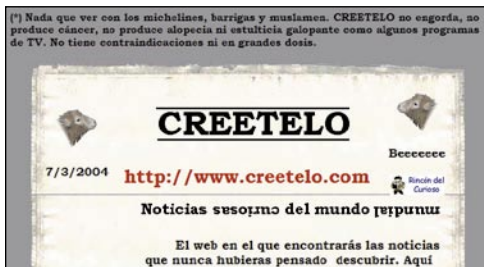 (*) Nada que ver con los michelines, barrigas y muslamen. CREETELO no engorda, no
produce cáncer, no produce alopecia ni estulticia galopante como algunos programas
de TV. No tiene contraindicaciones ni en grandes dosis.
CREETELO
Beeeeeee
7/3/2004 http://www.creetelo.com Rincón del
Curioso
Noticias curiosas del mundo mundial
El web en el que encontrarás las noticias
que nunca hubieras pensado descubrir. Aquí